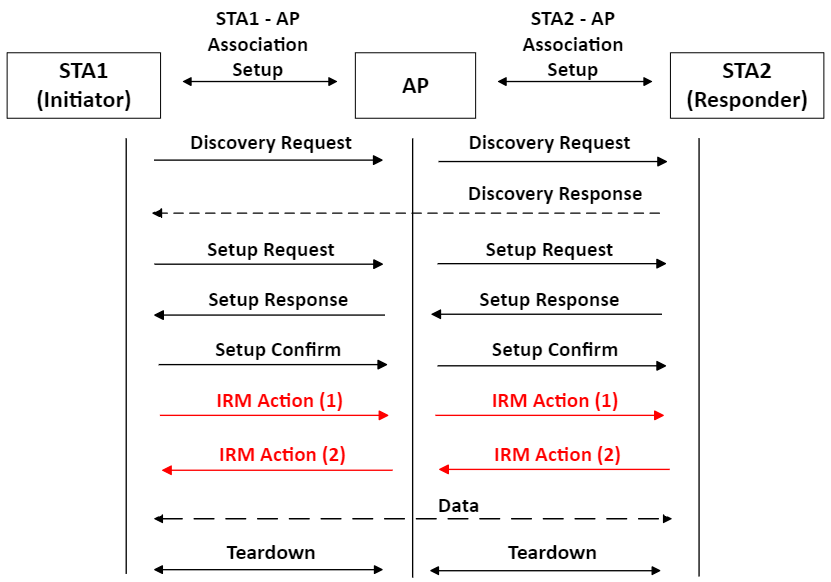 STA1 - AP
Association
Setup
STA2 - AP
Association
Setup
STA1
(Initiator)
AP
STA2
(Responder)
Discovery Request
Discovery Request
Discovery Response
Setup Request
Setup Request
Setup Response
Setup Response
Setup Confirm
Setup Confirm
IRM Action (1)
IRM Action (1)
IRM Action (2)
IRM Action (2)
Data
Teardown
Teardown